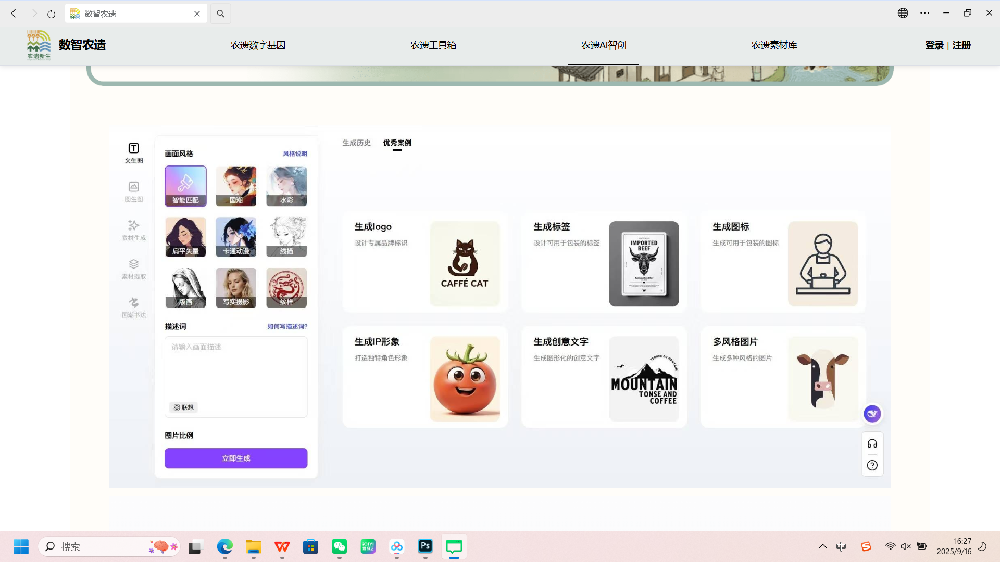 数智农遗
农遗新生
数智农遗
农遗数字基因
农遗工具箱
农遗AI智创
农遗素材库
登录 | 注册
文生图
图生图
素材生成
素材提取
国潮书法
画面风格
风格说明
智能匹配
国潮
水彩
扁平矢量
卡通动漫
线描
版画
写实摄影
纹样
描述词
如何写描述词?
请输入画面描述
联想
图片比例
立即生成
生成历史
优秀案例
生成logo
设计专属品牌标识
CAFFÉ CAT
生成标签
设计可用于包装的标签
IMPORTED
BEEF
生成图标
生成可用于包装的图标
生成IP形象
打造独特角色形象
生成创意文字
生成图形化的创意文字
TERREE DO MONTAIN
MOUNTAIN
TONSE AND
COFFEE
多风格图片
生成多种风格的图片
搜索
iQIYI
爱奇艺
Ps
中
16:27
2025/9/16